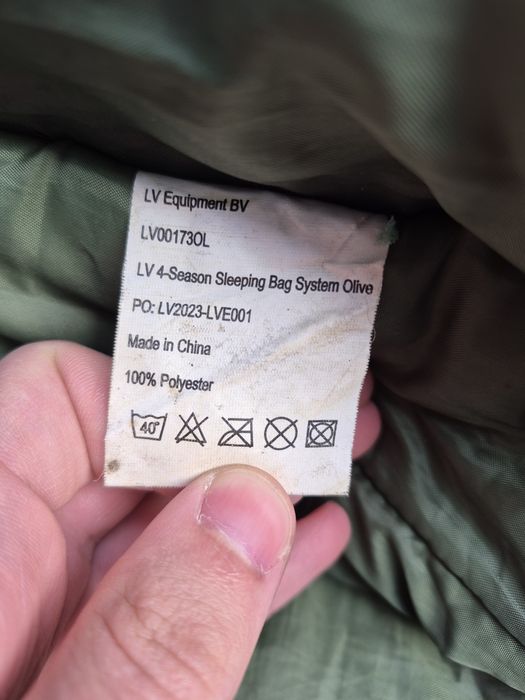 LV Equipment BV
LV00173OL
LV 4-Season Sleeping Bag System Olive
PO: LV2023-LVE001
Made in China
100% Polyester
40°